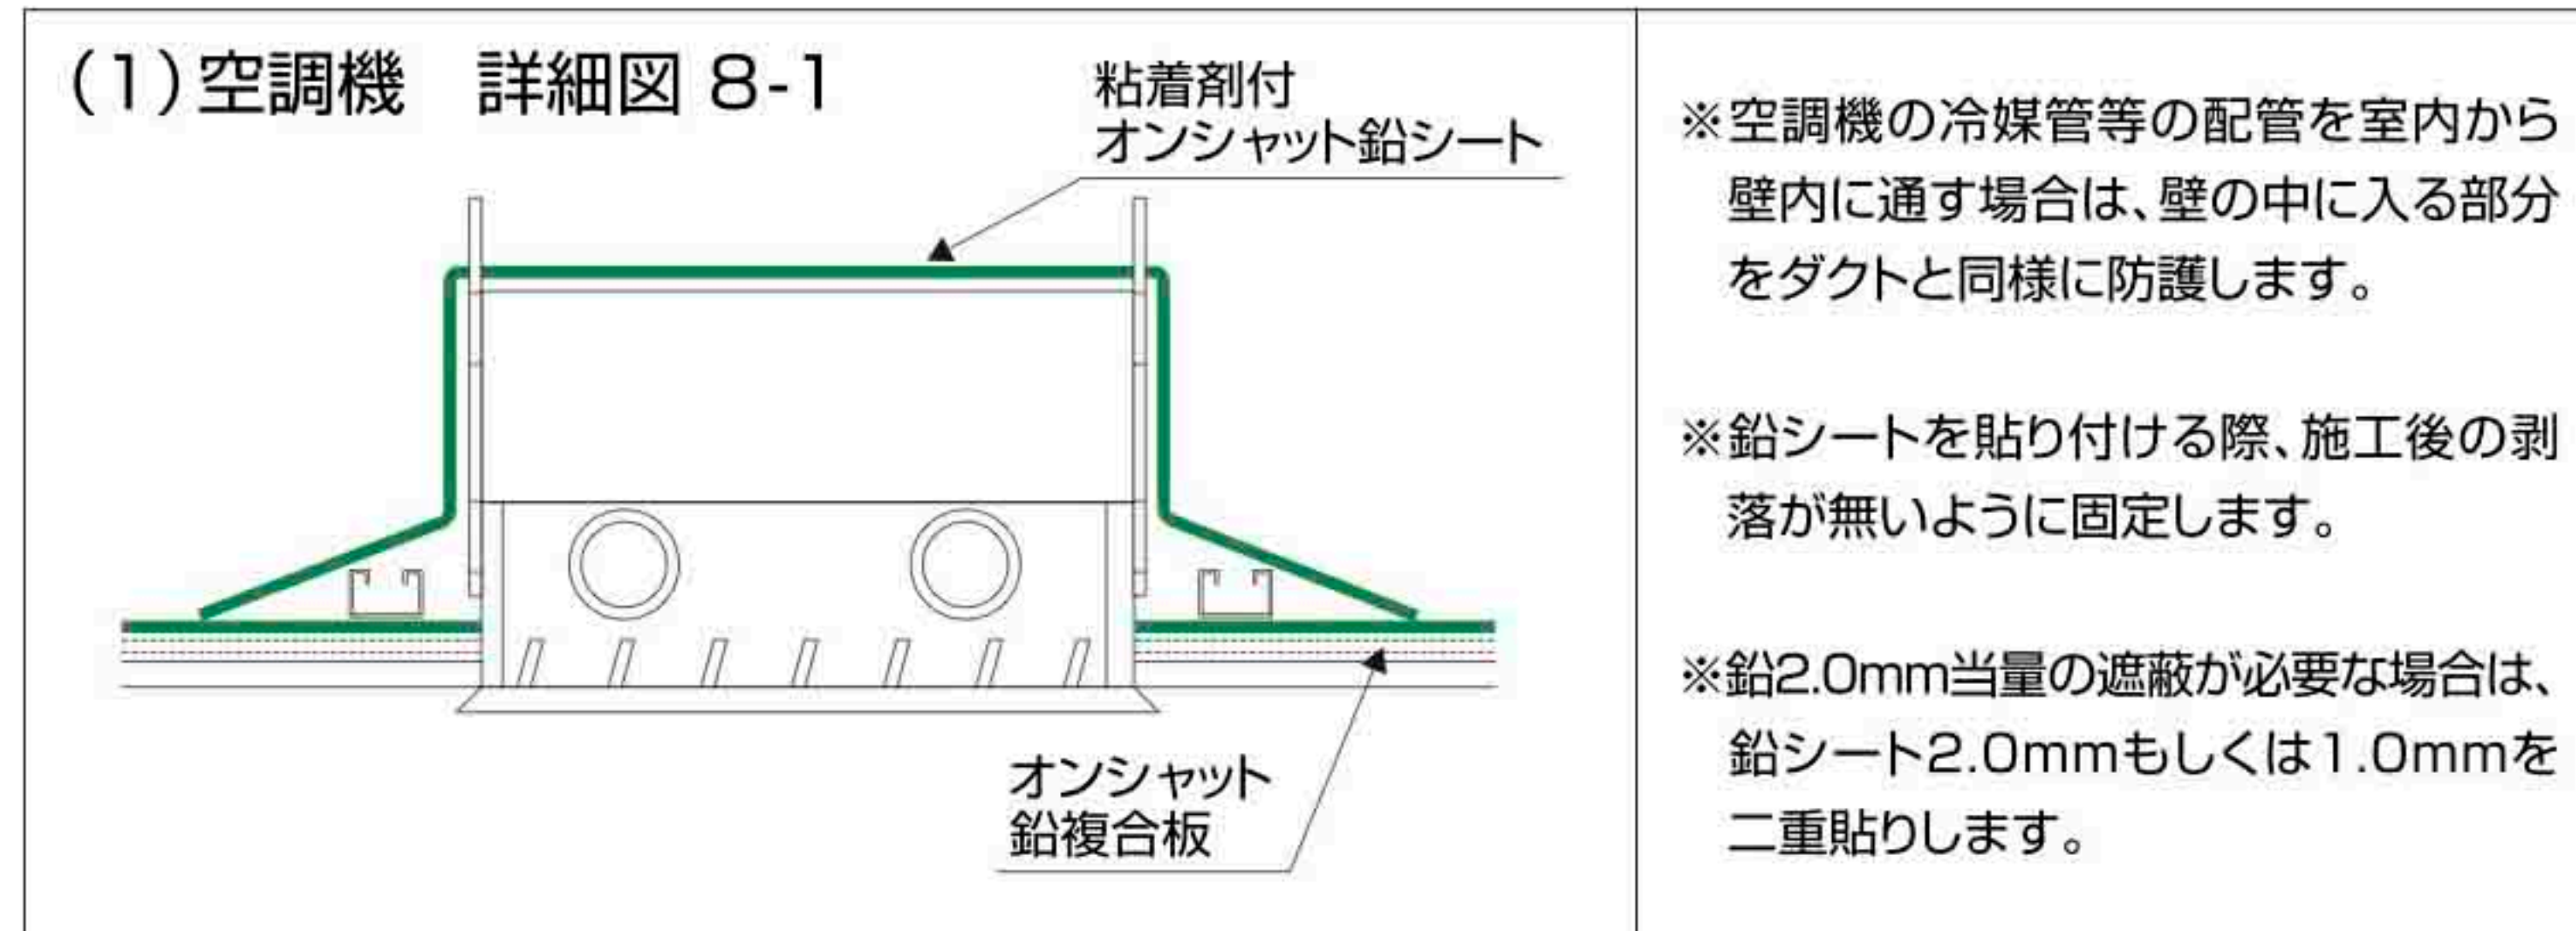 (1)空調機　詳細図 8-1
粘着剤付
オンシャット鉛シート
オンシャット
鉛複合板
※空調機の冷媒管等の配管を室内から
壁内に通す場合は、壁の中に入る部分
をダクトと同様に防護します。
※鉛シートを貼り付ける際、施工後の剥
落が無いように固定します。
※鉛2.0mm当量の遮蔽が必要な場合は、
鉛シート2.0mmもしくは1.0mmを
二重貼りします。